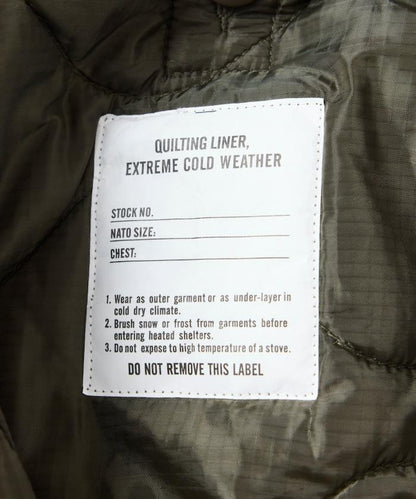 QUILTING LINER,
EXTREME COLD WEATHER
STOCK NO.
NATO SIZE:
CHEST:
1. Wear as outer garment or as under-layer in
cold dry climate.
2. Brush snow or frost from garments before
entering heated shelters.
3. Do not expose to high temperature of a stove.
DO NOT REMOVE THIS LABEL